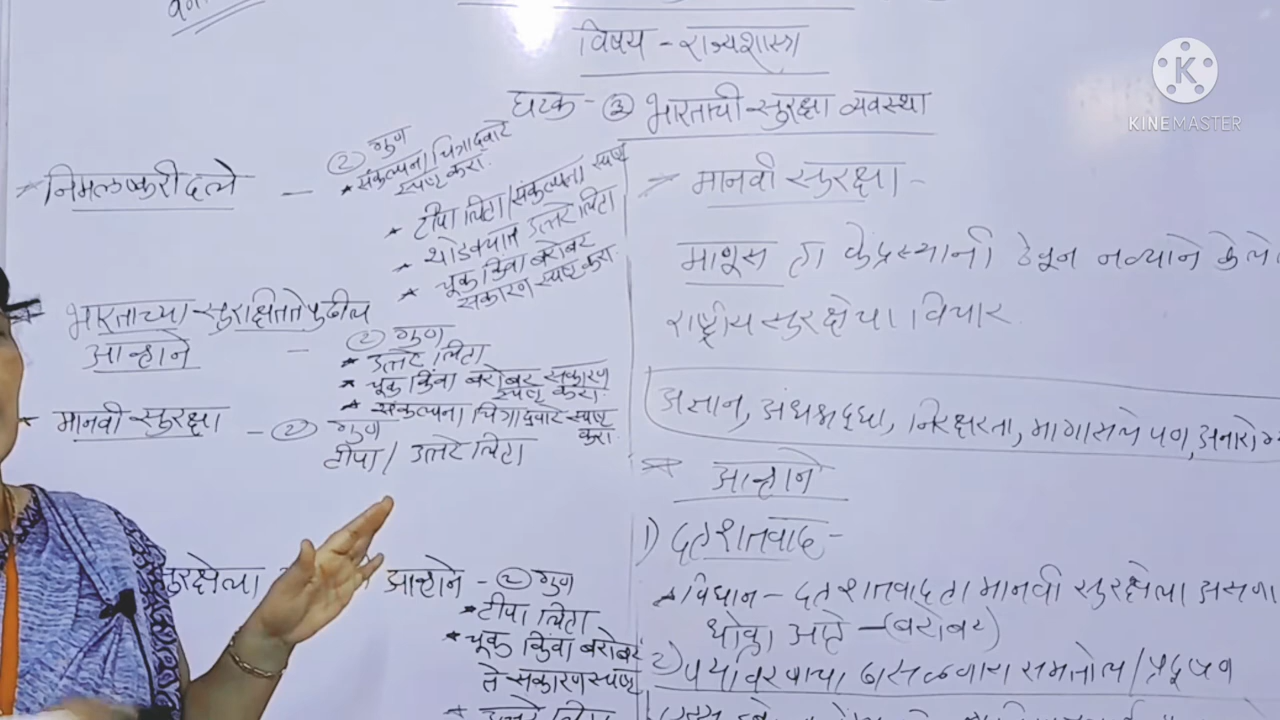 विषय - राज्यशास्त्र
घटक - ③ भारताची सुरक्षा व्यवस्था
KINEMASTER
* निमलष्करी दले -
② गुण
* संकल्पना चित्राद्वारे
स्पष्ट करा.
* टीपा लिहा/संकल्पना स्पष्ट
* थोडक्यात उत्तरे लिहा
* चूक किंवा बरोबर
सकारण स्पष्ट करा.
* भारताच्या सुरक्षिततेपुढील
आव्हाने -
② गुण
* उत्तरे लिहा
* चूक किंवा बरोबर सकारण
स्पष्ट करा.
* संकल्पना चित्राद्वारे स्पष्ट
करा.
* मानवी सुरक्षा - ② गुण
टीपा / उत्तरे लिहा
सुरक्षेला आव्हाने - ② गुण
* टीपा लिहा
* चूक किंवा बरोबर
ते सकारण स्पष्ट
* उत्तरे लिहा
* मानवी सुरक्षा -
माणूस हा केंद्रस्थानी ठेवून नव्याने केले
राष्ट्रीय सुरक्षेचा विचार
अज्ञान, अंधश्रद्धा, निरक्षरता, मागासलेपण, अनारोग्य
* आव्हाने
1) दहशतवाद -
* विधान - दहशतवाद हा मानवी सुरक्षेला असणा
धोका आहे - (बरोबर)
2) पर्यावरणाचा ढासळणारा समतोल / प्रदूषण